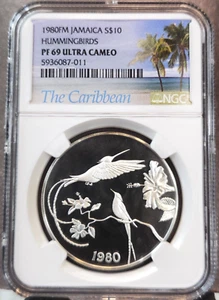 1980FM JAMAICA S$10
HUMMINGBIRDS
PF 69 ULTRA CAMEO
5936087-011
The Caribbean
NGC
1980